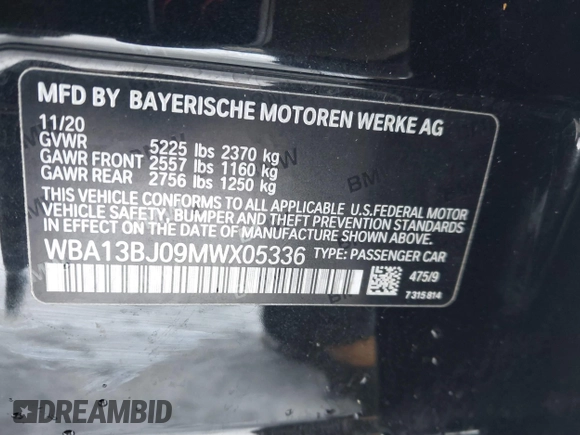 MFD BY BAYERISCHE MOTOREN WERKE AG
11/20
GVWR 5225 lbs 2370 kg
GAWR FRONT 2557 lbs 1160 kg
GAWR REAR 2756 lbs 1250 kg
THIS VEHICLE CONFORMS TO ALL APPLICABLE U.S.FEDERAL MOTOR
VEHICLE SAFETY, BUMPER AND THEFT PREVENTION STANDARDS
IN EFFECT ON THE DATE OF MANUFACTURE SHOWN ABOVE
WBA13BJ09MWX05336 TYPE: PASSENGER CAR
475/9
7315814
DREAMBID